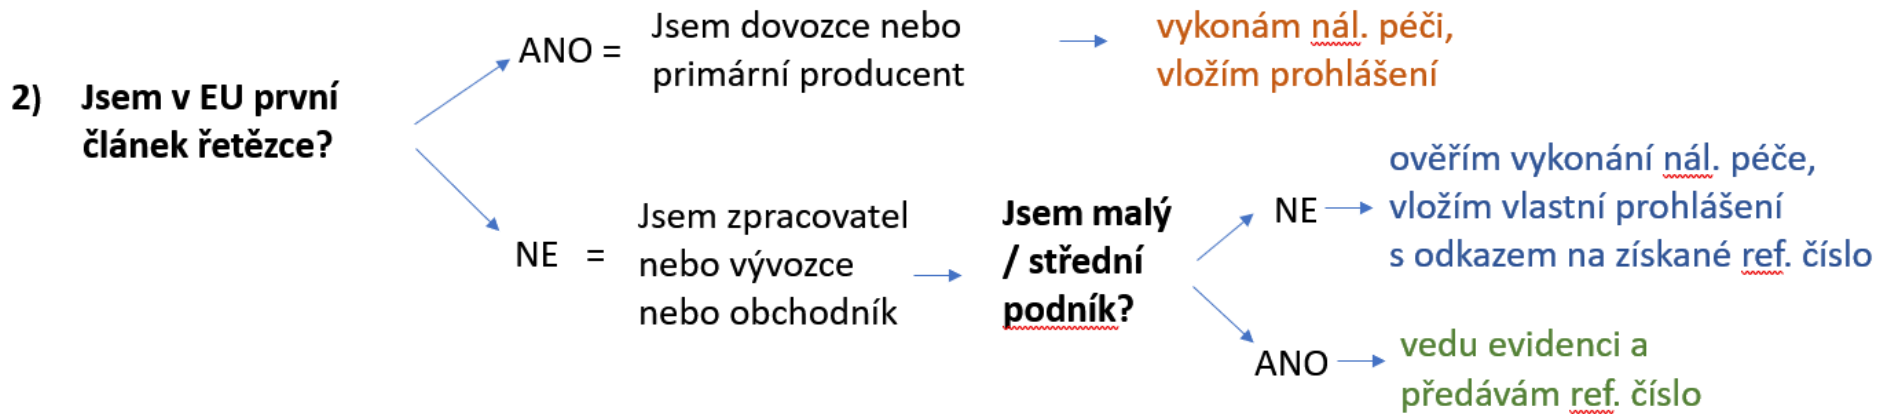 2) Jsem v EU první
článek řetězce?
ANO =
Jsem dovozce nebo
primární producent
vykonám nál. péči,
vložím prohlášení
NE =
Jsem zpracovatel
nebo vývozce
nebo obchodník
Jsem malý
/ střední
podník?
NE
ověřím vykonání nál. péče,
vložím vlastní prohlášení
s odkazem na získané ref. číslo
ANO
vedu evidenci a
předávám ref. číslo